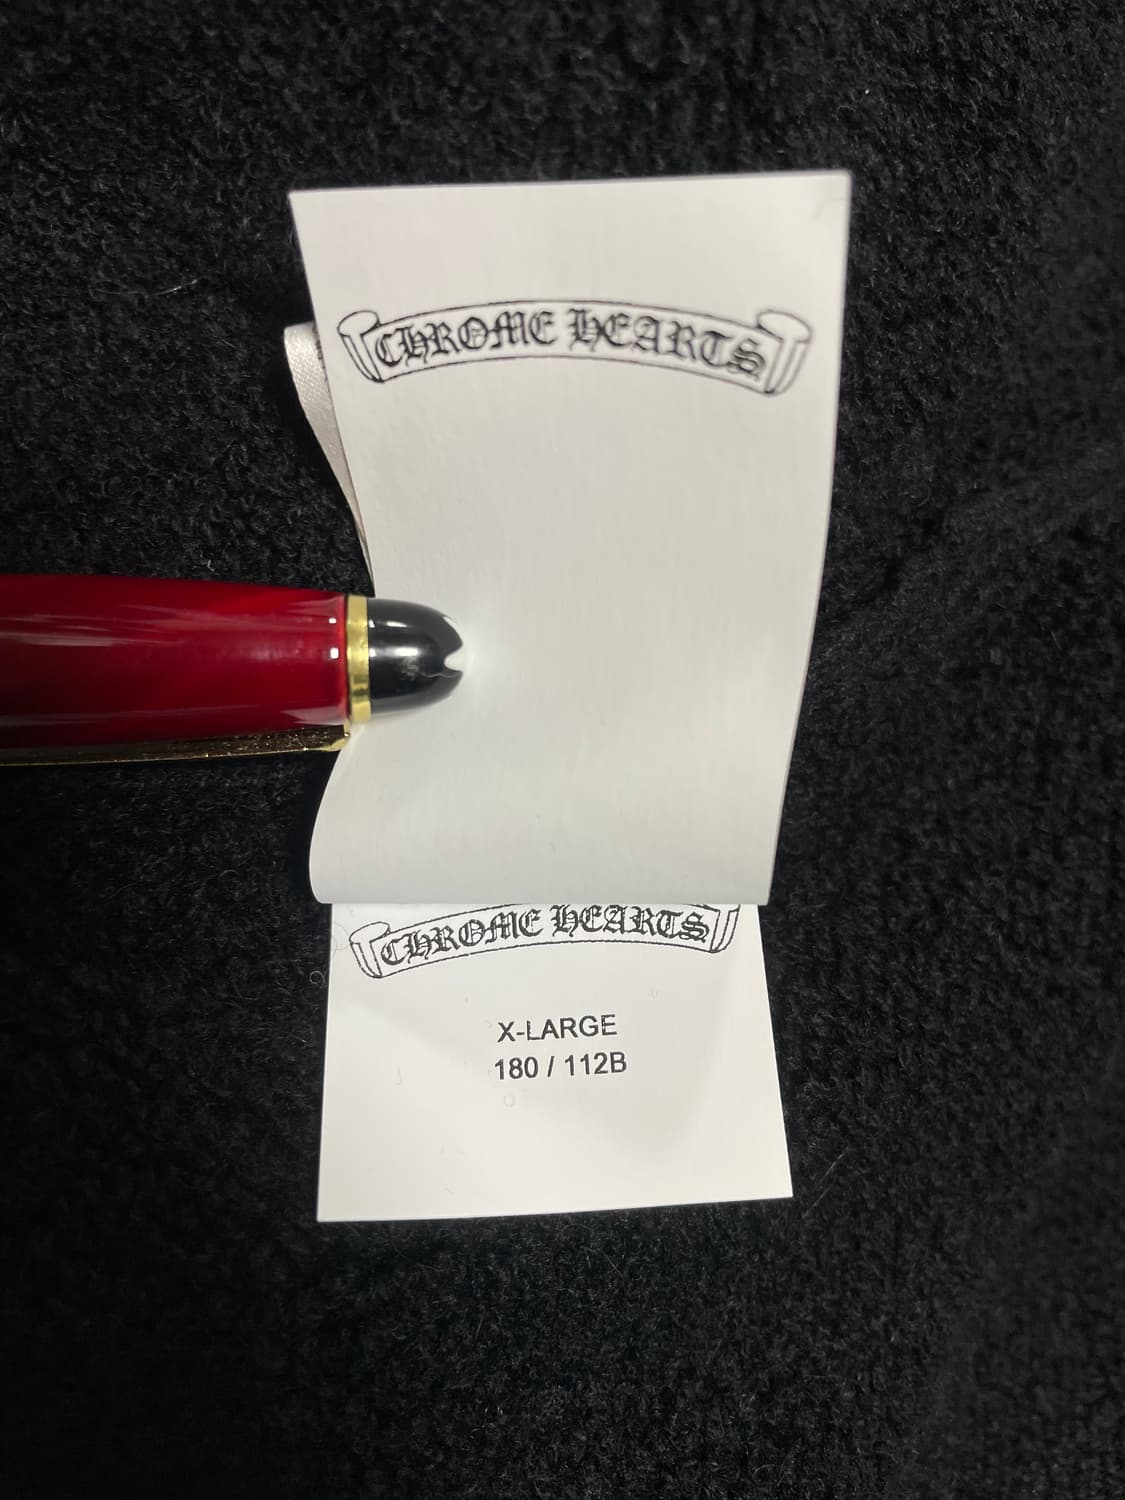 CHROME HEARTS
CHROME HEARTS
X-LARGE
180 / 112B